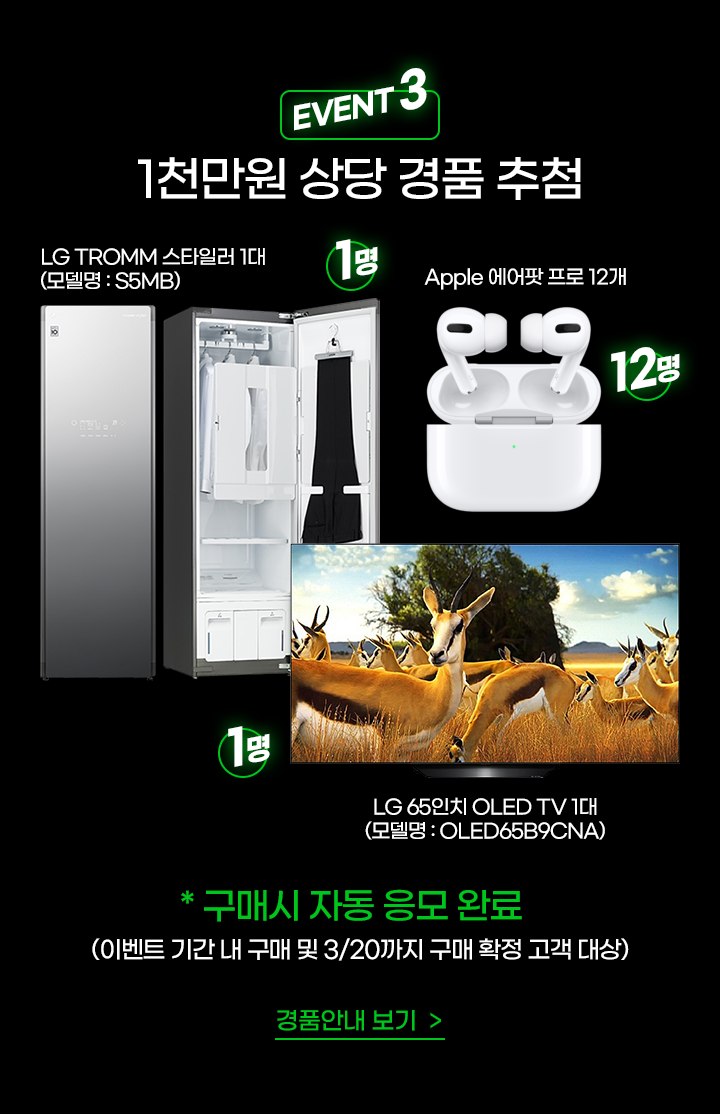 EVENT 3
1천만원 상당 경품 추첨
LG TROMM 스타일러 1대
(모델명 : S5MB)
1명
Apple 에어팟 프로 12개
12명
1명
LG 65인치 OLED TV 1대
(모델명 : OLED65B9CNA)
* 구매시 자동 응모 완료
(이벤트 기간 내 구매 및 3/20까지 구매 확정 고객 대상)
경품안내 보기 >